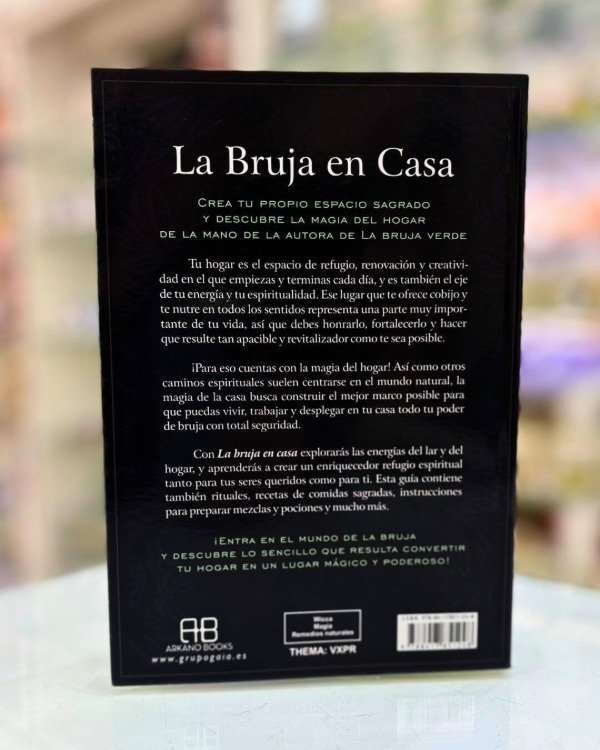 La Bruja en Casa
CREA TU PROPIO ESPACIO SAGRADO
Y DESCUBRE LA MAGIA DEL HOGAR
DE LA MANO DE LA AUTORA DE LA BRUJA VERDE
Tu hogar es el espacio de refugio, renovación y creativi-
dad en el que empiezas y terminas cada día, y es también el eje
de tu energía y tu espiritualidad. Ese lugar que te ofrece cobijo y
te nutre en todos los sentidos representa una parte muy impor-
tante de tu vida, así que debes honrarlo, fortalecerlo y hacer
que resulte tan apacible y revitalizador como te sea posible.
¡Para eso cuentas con la magia del hogar! Así como otros
caminos espirituales suelen centrarse en el mundo natural, la
magia de la casa busca construir el mejor marco posible para
que puedas vivir, trabajar y desplegar en tu casa todo tu poder
de bruja con total seguridad.
Con La bruja en casa explorarás las energías del lar y del
hogar, y aprenderás a crear un enriquecedor refugio espiritual
tanto para tus seres queridos como para ti. Esta guía contiene
también rituales, recetas de comidas sagradas, instrucciones
para preparar mezclas y pociones y mucho más.
¡ENTRA EN EL MUNDO DE LA BRUJA
Y DESCUBRE LO SENCILLO QUE RESULTA CONVERTIR
TU HOGAR EN UN LUGAR MÁGICO Y PODEROSO!
AB
ARKANO BOOKS
www.grupogaia.es
Wicca
Magia
Remedios naturales
THEMA: VXPR
ISBN